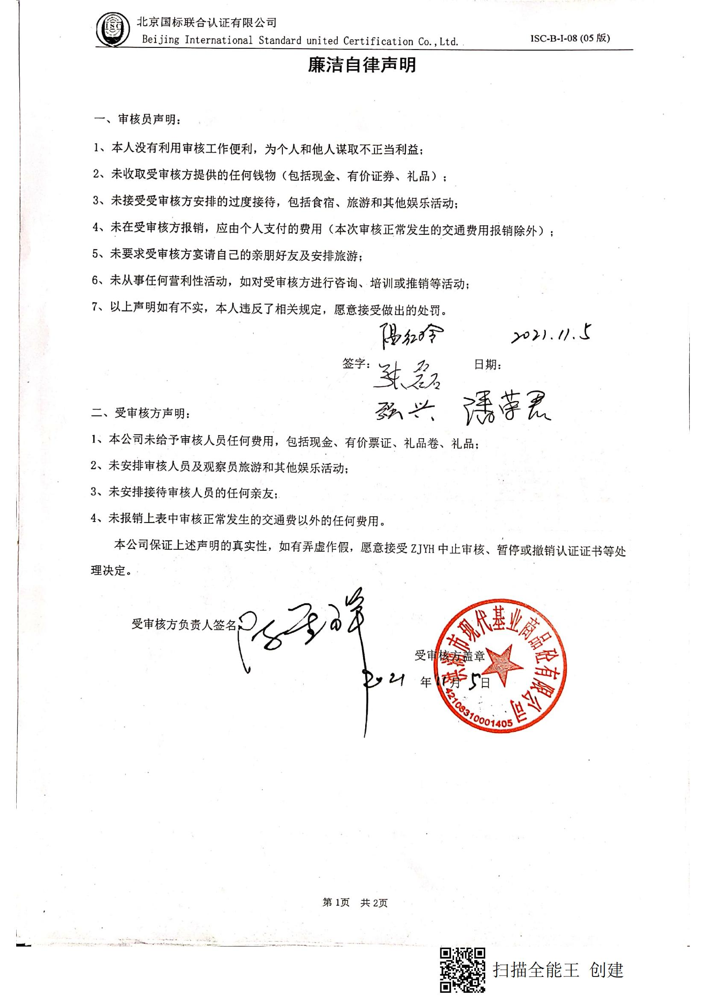 ISC
北京国标联合认证有限公司
Beijing International Standard united Certification Co.,Ltd.
ISC-B-I-08 (05 版)
廉洁自律声明
一、审核员声明：
1、本人没有利用审核工作便利，为个人和他人谋取不正当利益；
2、未收取受审核方提供的任何钱物（包括现金、有价证券、礼品）；
3、未接受受审核方安排的过度接待，包括食宿、旅游和其他娱乐活动；
4、未在受审核方报销，应由个人支付的费用（本次审核正常发生的交通费用报销除外）；
5、未要求受审核方宴请自己的亲朋好友及安排旅游；
6、未从事任何营利性活动，如对受审核方进行咨询、培训或推销等活动；
7、以上声明如有不实，本人违反了相关规定，愿意接受做出的处罚。
2021.11.5
签字： 张磊 日期：
强兴 潘荣君
二、受审核方声明：
1、本公司未给予审核人员任何费用，包括现金、有价票证、礼品卷、礼品；
2、未安排审核人员及观察员旅游和其他娱乐活动；
3、未安排接待审核人员的任何亲友；
4、未报销上表中审核正常发生的交通费以外的任何费用。
本公司保证上述声明的真实性，如有弄虚作假，愿意接受 ZJYH 中止审核、暂停或撤销认证证书等处
理决定。
受审核方负责人签名
受审核方盖章
2021 年 11 月 5 日
洪湖市现代基业商品砼有限公司
42108310001405
第 1页 共 2页
扫描全能王 创建